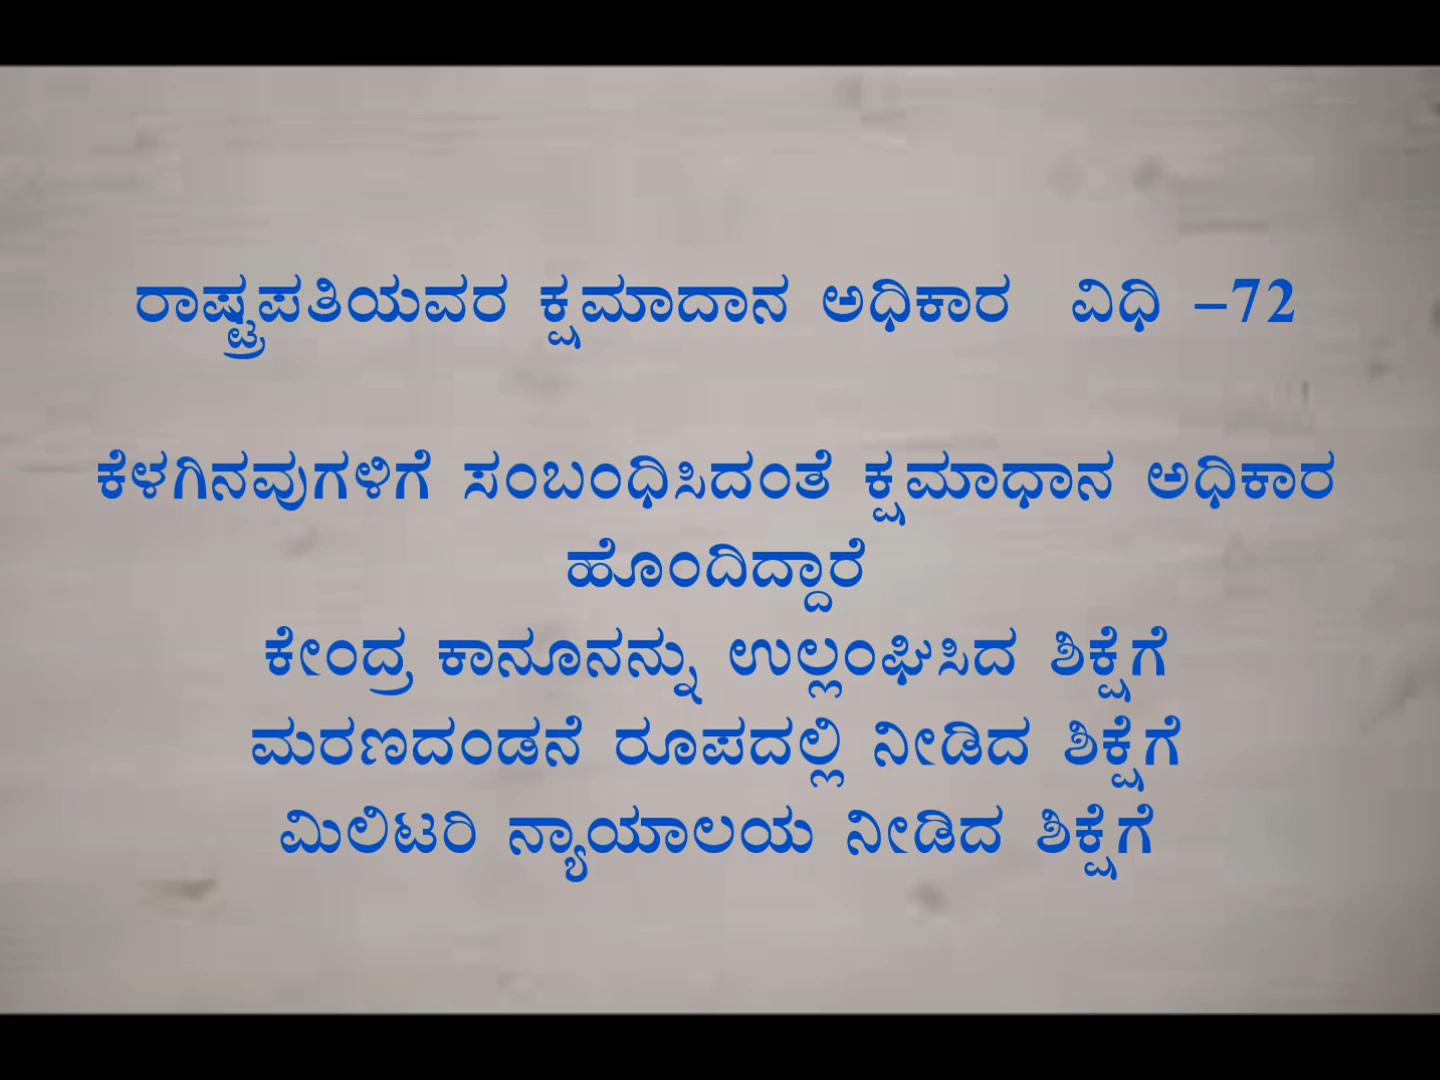 ರಾಷ್ಟ್ರಪತಿಯವರ ಕ್ಷಮಾದಾನ ಅಧಿಕಾರ ವಿಧಿ –72
ಕೆಳಗಿನವುಗಳಿಗೆ ಸಂಬಂಧಿಸಿದಂತೆ ಕ್ಷಮಾಧಾನ ಅಧಿಕಾರ
ಹೊಂದಿದ್ದಾರೆ
ಕೇಂದ್ರ ಕಾನೂನನ್ನು ಉಲ್ಲಂಘಿಸಿದ ಶಿಕ್ಷೆಗೆ
ಮರಣದಂಡನೆ ರೂಪದಲ್ಲಿ ನೀಡಿದ ಶಿಕ್ಷೆಗೆ
ಮಿಲಿಟರಿ ನ್ಯಾಯಾಲಯ ನೀಡಿದ ಶಿಕ್ಷೆಗೆ